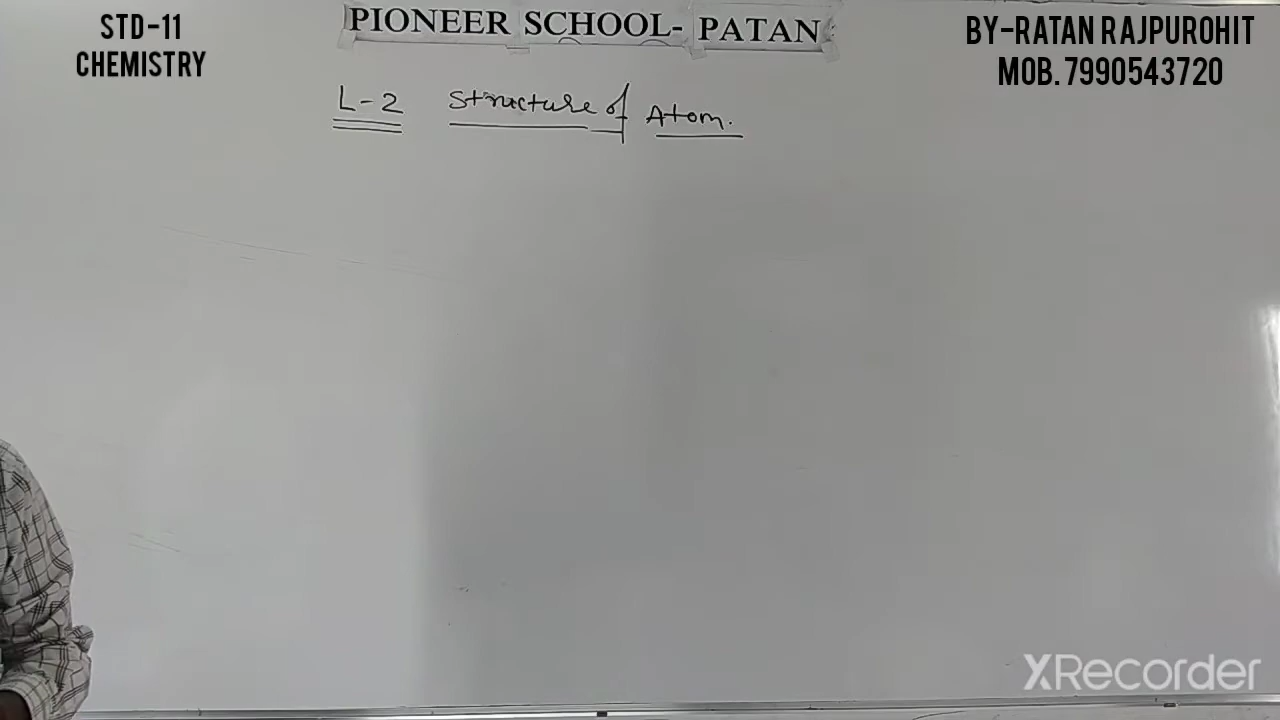 STD-11
CHEMISTRY
PIONEER SCHOOL- PATAN
BY-RATAN RAJPUROHIT
MOB. 7990543720
L-2 Structure of Atom.
XRecorder